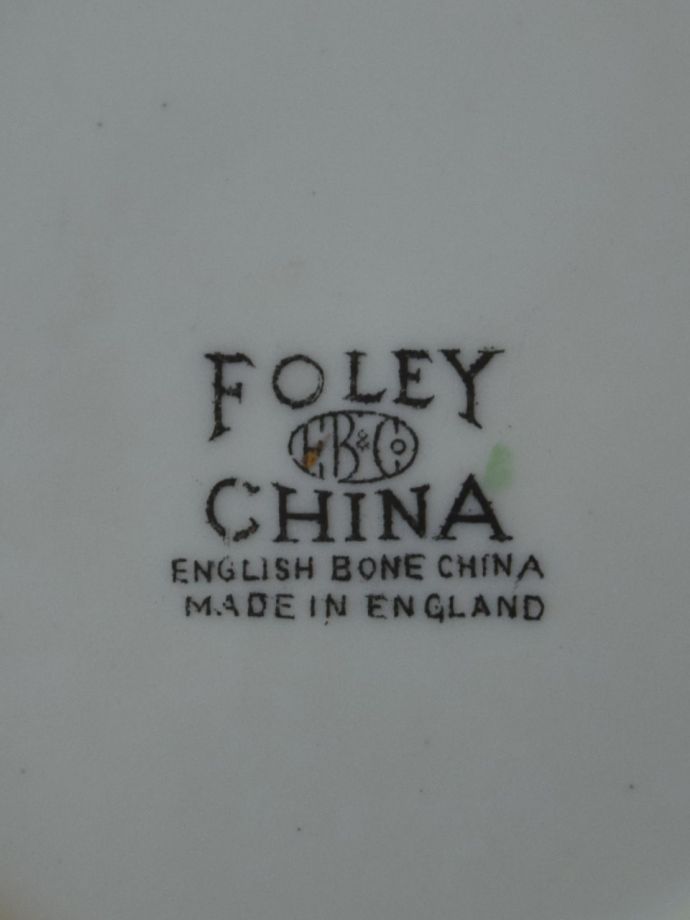 FOLEY
EB&Co
CHINA
ENGLISH BONE CHINA
MADE IN ENGLAND